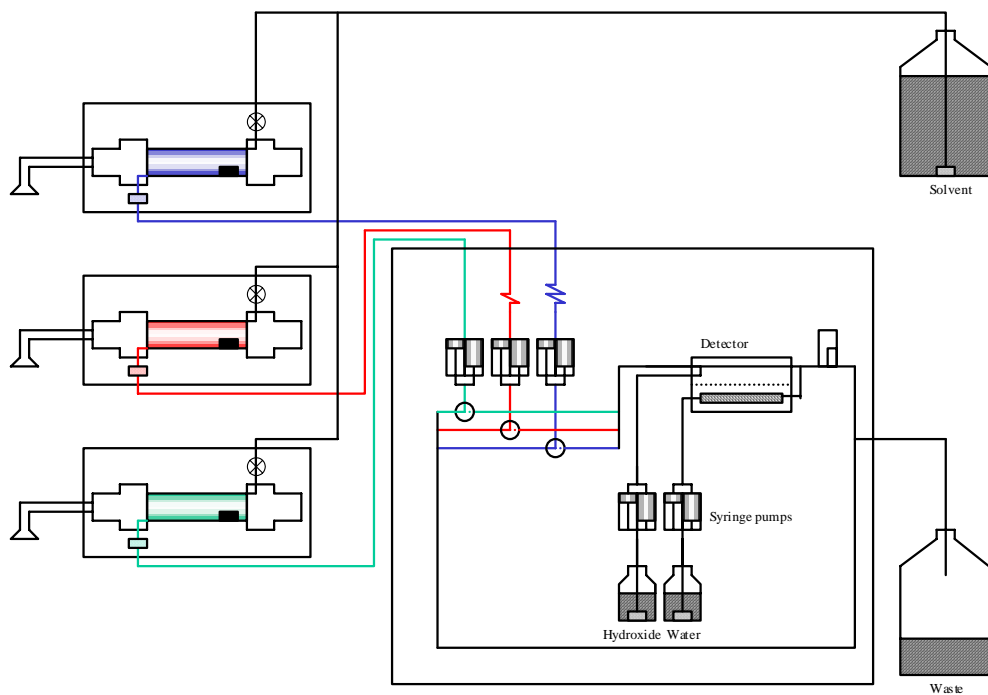 Solvent
Detector
Syringe pumps
Hydroxide Water
Waste